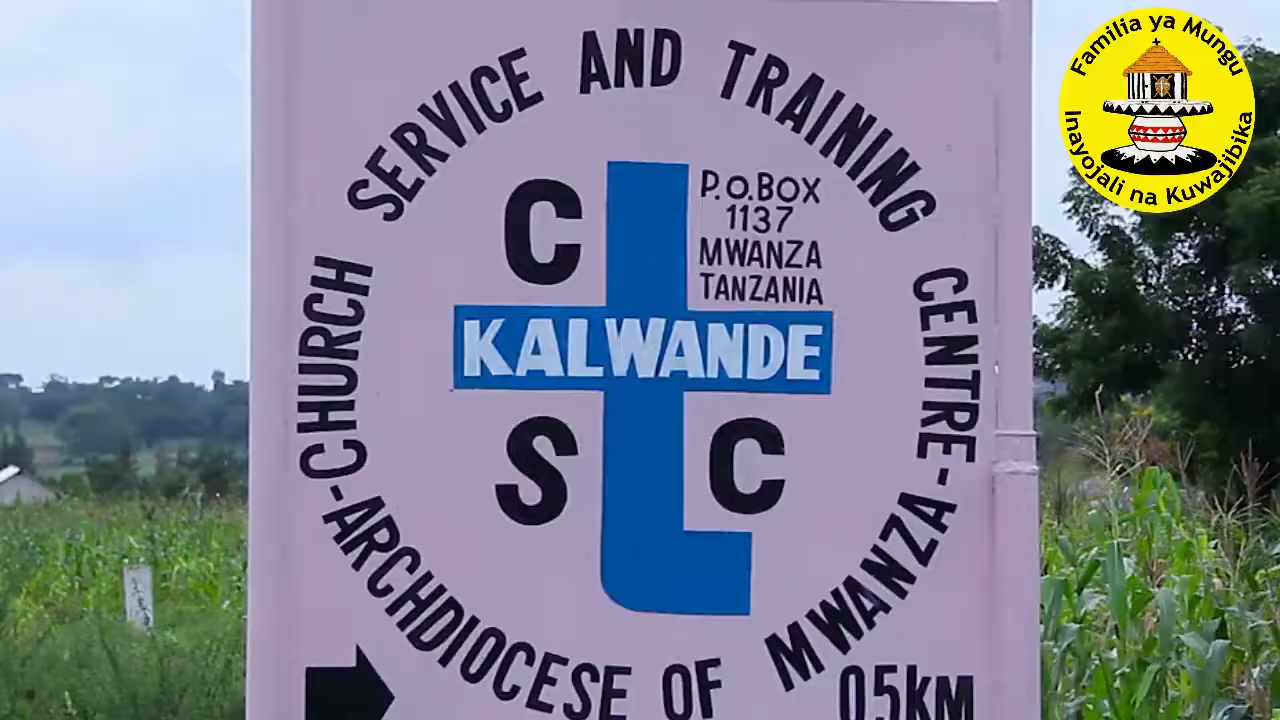 CHURCH SERVICE AND TRAINING CENTRE-
ARCHDIOCESE OF MWANZA-
C
P.O.BOX
1137
MWANZA
TANZANIA
KALWANDE
t
S C
05KM
Familia ya Mungu
Inayojali na Kuwajibika